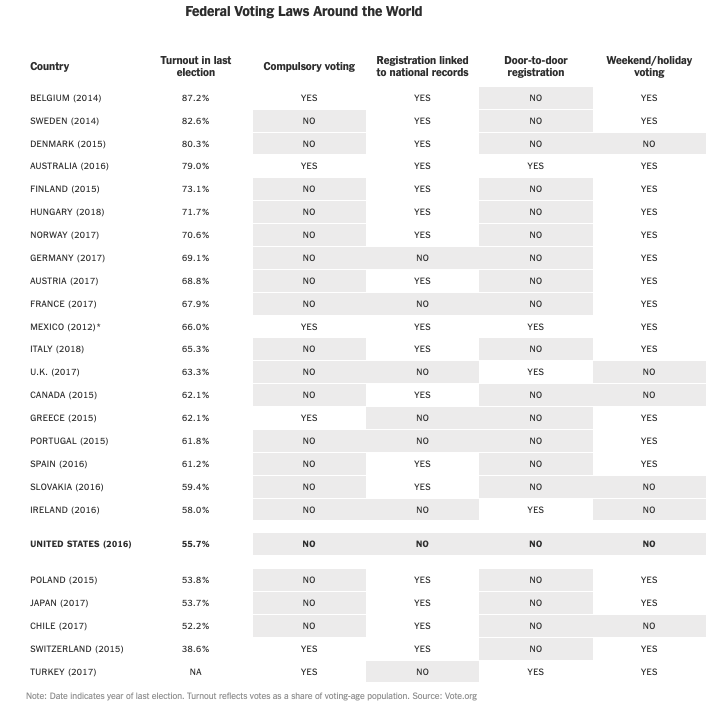 Federal Voting Laws Around the World
Country Turnout in last election Compulsory voting Registration linked to national records Door-to-door registration Weekend/holiday voting
BELGIUM (2014) 87.2% YES YES NO YES
SWEDEN (2014) 82.6% NO YES NO YES
DENMARK (2015) 80.3% NO YES NO NO
AUSTRALIA (2016) 79.0% YES YES YES YES
FINLAND (2015) 73.1% NO YES NO YES
HUNGARY (2018) 71.7% NO YES NO YES
NORWAY (2017) 70.6% NO YES NO YES
GERMANY (2017) 69.1% NO NO NO YES
AUSTRIA (2017) 68.8% NO YES NO YES
FRANCE (2017) 67.9% NO NO NO YES
MEXICO (2012)* 66.0% YES YES YES YES
ITALY (2018) 65.3% NO YES NO YES
U.K. (2017) 63.3% NO NO YES NO
CANADA (2015) 62.1% NO YES NO NO
GREECE (2015) 62.1% YES NO NO YES
PORTUGAL (2015) 61.8% NO NO NO YES
SPAIN (2016) 61.2% NO YES NO YES
SLOVAKIA (2016) 59.4% NO YES NO NO
IRELAND (2016) 58.0% NO NO YES NO
UNITED STATES (2016) 55.7% NO NO NO NO
POLAND (2015) 53.8% NO YES NO YES
JAPAN (2017) 53.7% NO YES NO YES
CHILE (2017) 52.2% NO YES NO NO
SWITZERLAND (2015) 38.6% YES YES NO YES
TURKEY (2017) NA YES NO YES YES
Note: Date indicates year of last election. Turnout reflects votes as a share of voting-age population. Source: Vote.org